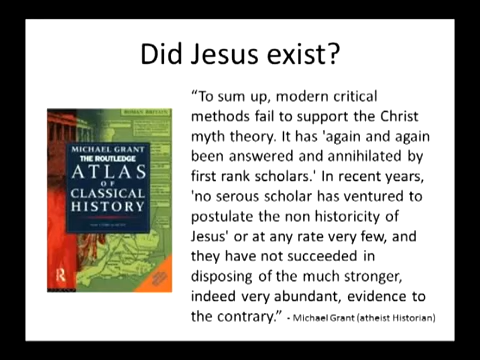 Did Jesus exist?
“To sum up, modern critical
methods fail to support the Christ
myth theory. It has 'again and again
been answered and annihilated by
first rank scholars.' In recent years,
'no serous scholar has ventured to
postulate the non historicity of
Jesus' or at any rate very few, and
they have not succeeded in
disposing of the much stronger,
indeed very abundant, evidence to
the contrary.” - Michael Grant (atheist Historian)
MICHAEL GRANT
THE ROUTLEDGE
ATLAS
OF
CLASSICAL
HISTORY
R